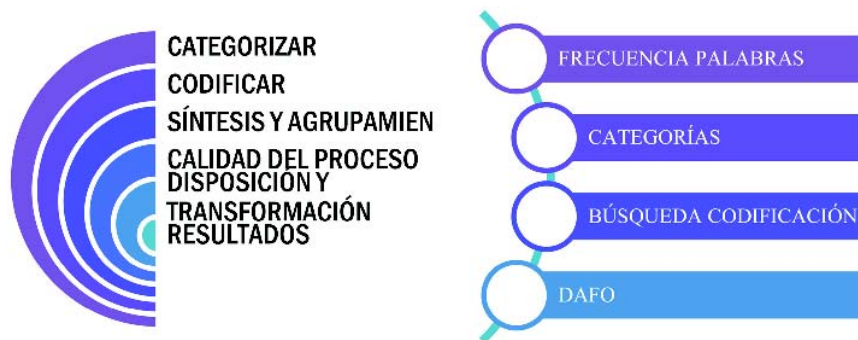 CATEGORIZAR
CODIFICAR
SÍNTESIS Y AGRUPAMIEN
CALIDAD DEL PROCESO
DISPOSICIÓN Y
TRANSFORMACIÓN
RESULTADOS
FRECUENCIA PALABRAS
CATEGORÍAS
BÚSQUEDA CODIFICACIÓN
DAFO